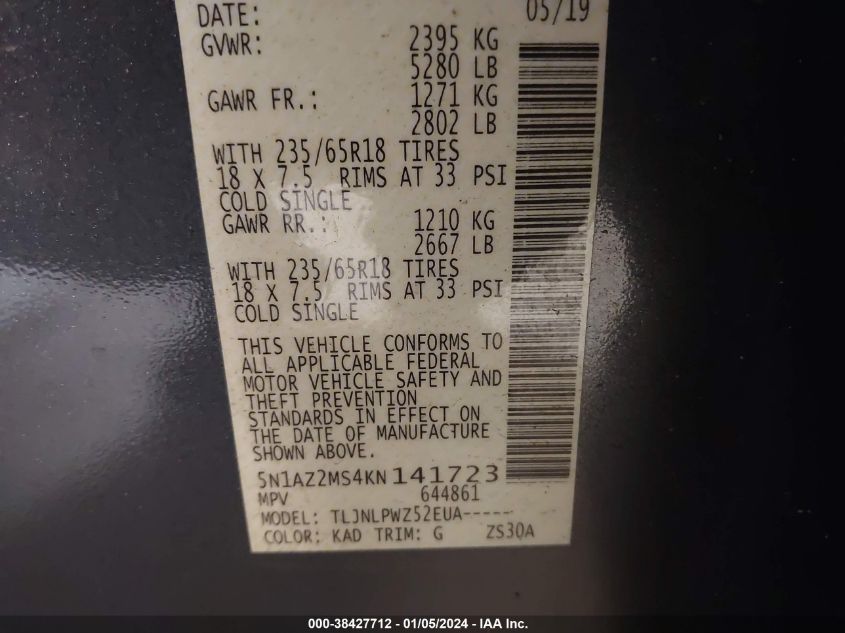 DATE: 05/19
GVWR: 2395 KG
5280 LB
GAWR FR.: 1271 KG
2802 LB
WITH 235/65R18 TIRES
18 X 7.5 RIMS AT 33 PSI
COLD SINGLE
GAWR RR.: 1210 KG
2667 LB
WITH 235/65R18 TIRES
18 X 7.5 RIMS AT 33 PSI
COLD SINGLE
THIS VEHICLE CONFORMS TO
ALL APPLICABLE FEDERAL
MOTOR VEHICLE SAFETY AND
THEFT PREVENTION
STANDARDS IN EFFECT ON
THE DATE OF MANUFACTURE
SHOWN ABOVE.
5N1AZ2MS4KN141723
MPV 644861
MODEL: TLJNLPWZ52EUA-----
COLOR: KAD TRIM: G ZS30A
000-38427712 - 01/05/2024 - IAA Inc.